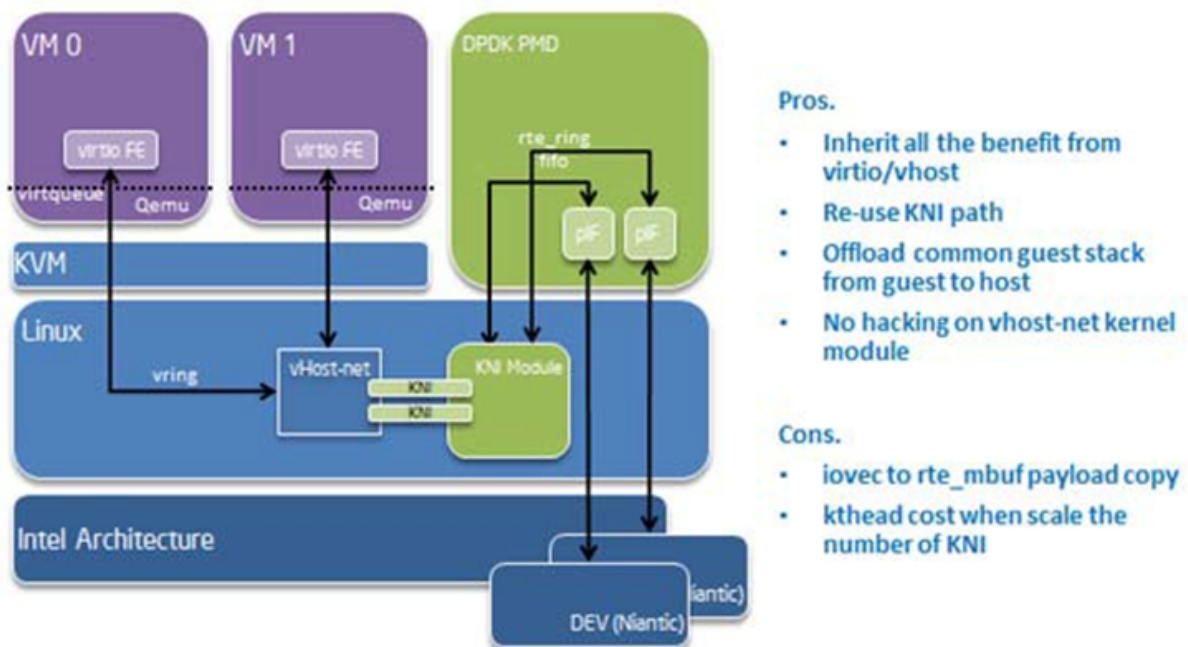 VM 0
virtio FE
virtqueue
Qemu
VM 1
virtio FE
Qemu
DPDK PMD
rte_ring
fifo
pIF
pIF
KVM
Linux
vring
vHost-net
KNI
KNI
KNI Module
Intel Architecture
DEV (Niantic)
iantic)
Pros.
• Inherit all the benefit from
virtio/vhost
• Re-use KNI path
• Offload common guest stack
from guest to host
• No hacking on vhost-net kernel
module
Cons.
• iovec to rte_mbuf payload copy
• kthead cost when scale the
number of KNI